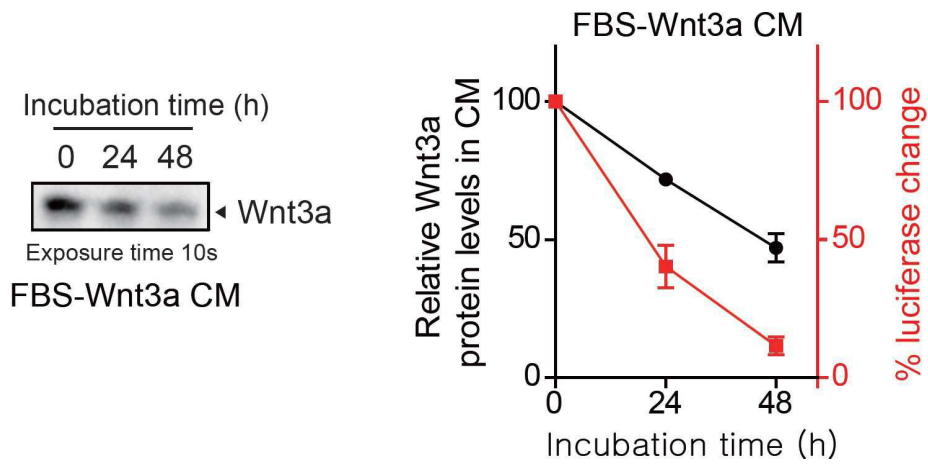 Incubation time (h)
0 24 48
◄ Wnt3a
Exposure time 10s
FBS-Wnt3a CM
FBS-Wnt3a CM
Relative Wnt3a
protein levels in CM
100
50
0
100
50
0
% luciferase change
0 24 48
Incubation time (h)